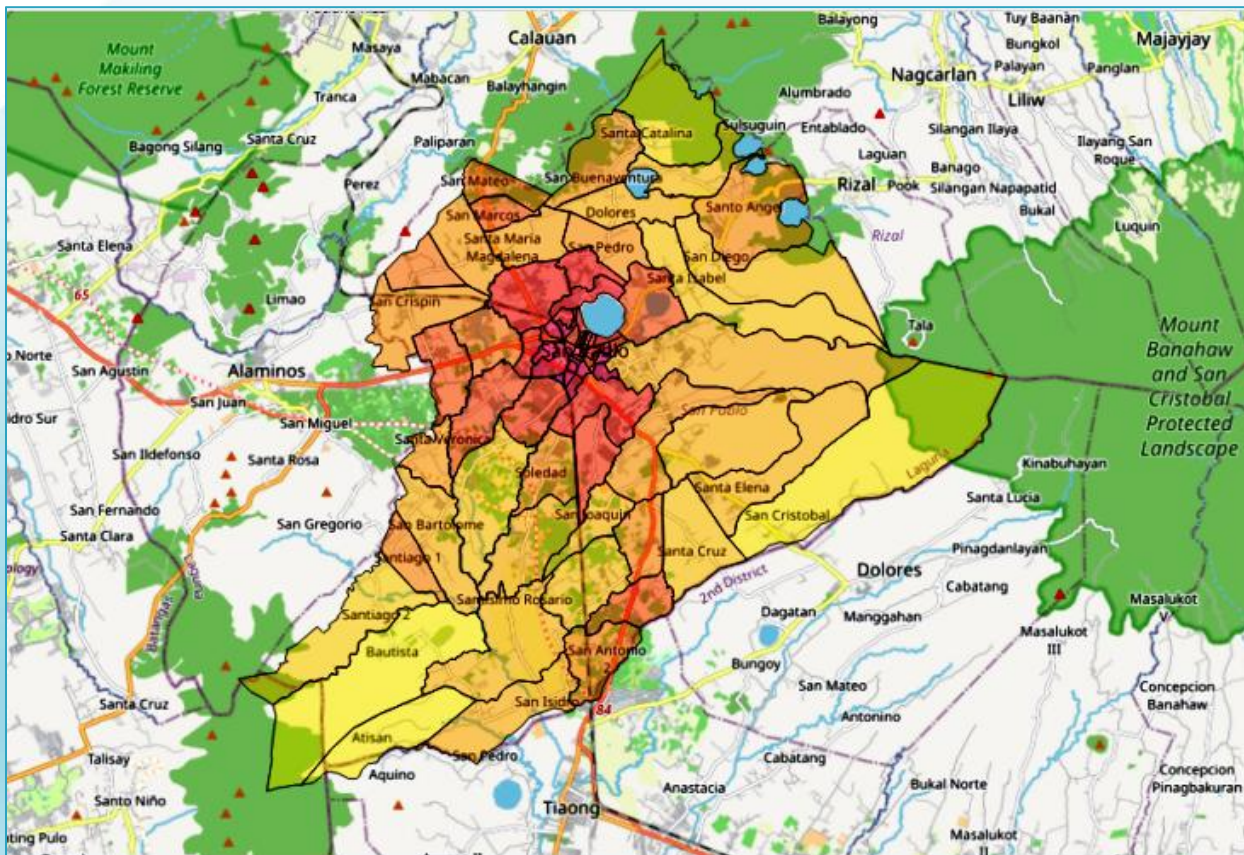 Calauan
Balayong
Tuy Baanan
Bungkol
Majayjay
Masaya
Mount
Makiling
Forest Reserve
Mabacan
Balayhangin
Nagcarlan
Palayan
Panglan
Tranca
Alumbrado
Liliw
Santa Cruz
Paliparan
Santa Catalina
Sulsuguin
Entablado
Silangan Ilaya
Bagong Silang
Ilayang San
Roque
Laguan
Banago
Perez
San Mateo
San Buenaventura
Rizal
Pook
Silangan Napapatid
San Marcos
Dolores
Santo Angel
Bukal
Luquin
Santa Elena
Santa Maria
Magdalena
San Pedro
San Diego
Rizal
Santa Isabel
65
Limao
San Crispin
Tala
Mount
Banahaw
and San
Cristobal
Protected
Landscape
San Agustin
Alaminos
San Juan
San Miguel
San Pablo
Santa Veronica
San Ildefonso
Santa Rosa
Soledad
Laguna
Kinabuhayan
Santa Elena
Santa Lucia
San Fernando
San Gregorio
San Bartolome
San Joaquin
San Cristobal
Santa Clara
Santiago 1
Santa Cruz
Pinagdanlayan
Dolores
Cabatang
2nd District
Batangas
Santiago 2
Santisimo Rosario
Dagatan
Manggahan
Masalukot
III
Masalukot
V
Bautista
San Antonio
2
Bungoy
San Mateo
Concepcion
Banahaw
Santa Cruz
San Isidro
84
Antonino
Atisan
San Pedro
Talisay
Aquino
Cabatang
Concepcion
Pinagbakuran
Santo Niño
Tiaong
Anastacia
Bukal Norte
Masalukot